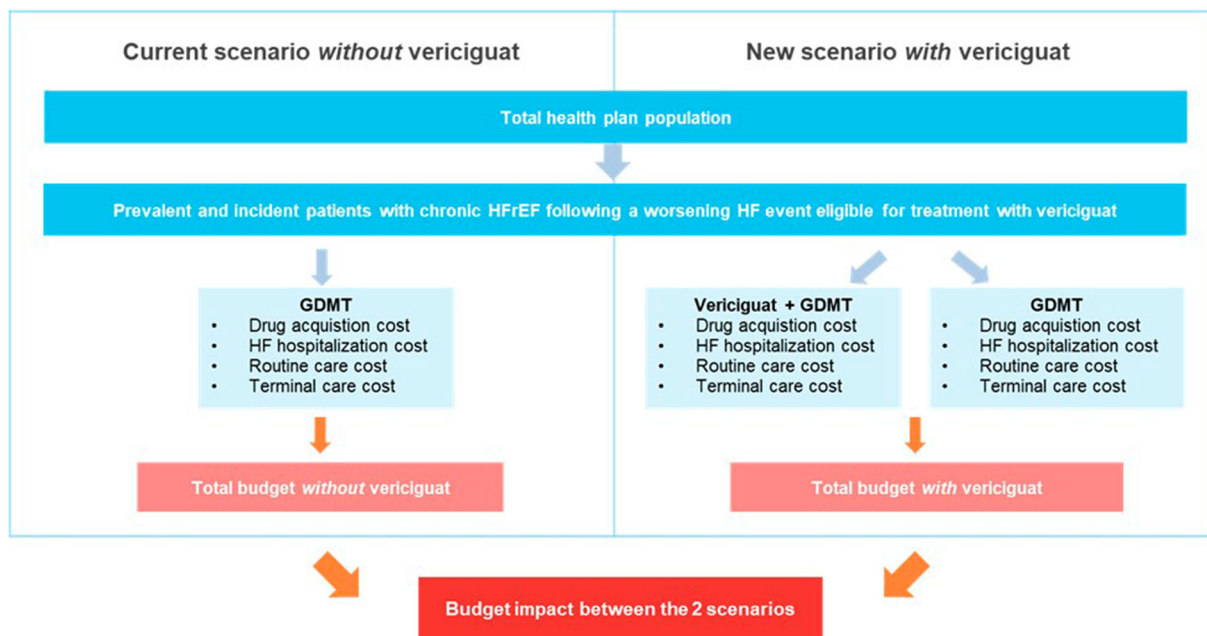 Current scenario without vericiguat
New scenario with vericiguat
Total health plan population
Prevalent and incident patients with chronic HFrEF following a worsening HF event eligible for treatment with vericiguat
GDMT
• Drug acquistion cost
• HF hospitalization cost
• Routine care cost
• Terminal care cost
Vericiguat + GDMT
• Drug acquistion cost
• HF hospitalization cost
• Routine care cost
• Terminal care cost
GDMT
• Drug acquistion cost
• HF hospitalization cost
• Routine care cost
• Terminal care cost
Total budget without vericiguat
Total budget with vericiguat
Budget impact between the 2 scenarios